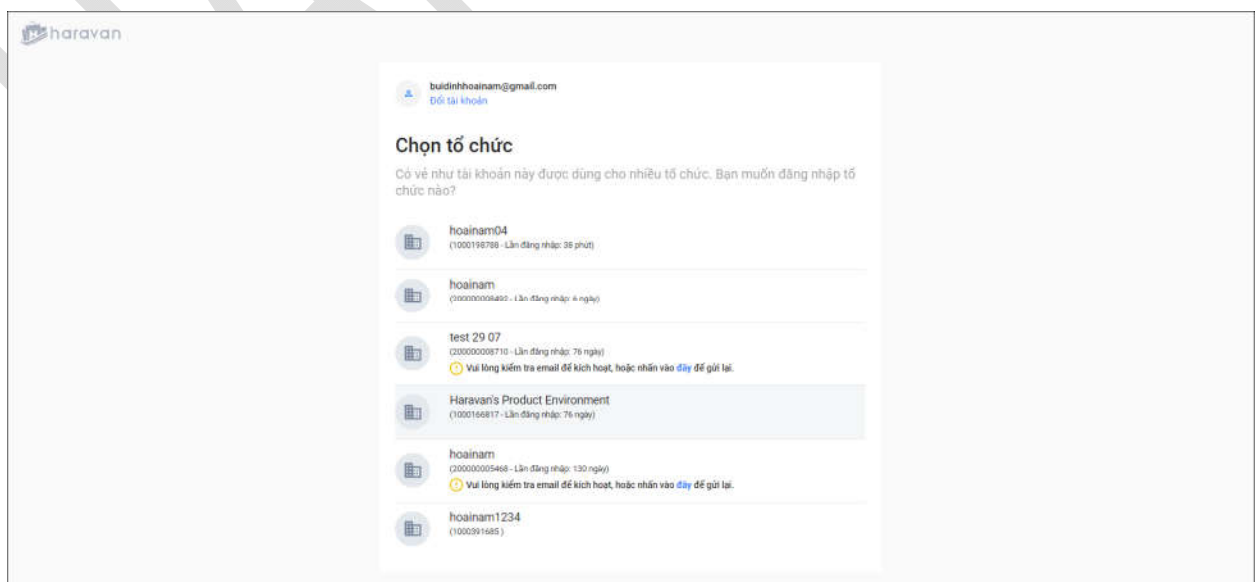 haravan
buidinhhoainam@gmail.com
Đổi tài khoản
Chọn tổ chức
Có vẻ như tài khoản này được dùng cho nhiều tổ chức. Bạn muốn đăng nhập tổ
chức nào?
hoainam04
(1000198788 - Lần đăng nhập: 38 phút)
hoainam
- Lần đăng nhập: 6 ngày)
test 29 07
(200000008710 - Lần đăng nhập: 76 ngày)
Vui lòng kiểm tra email để kích hoạt, hoặc nhấn vào đây để gửi lại.
Haravan's Product Environment
(1000166817 - Lần đăng nhập: 76 ngày)
hoainam
(200000005468 - Lần đăng nhập: 130 ngày)
Vui lòng kiểm tra email để kích hoạt, hoặc nhấn vào đây để gửi lại.
hoainam1234
(1000391685 )